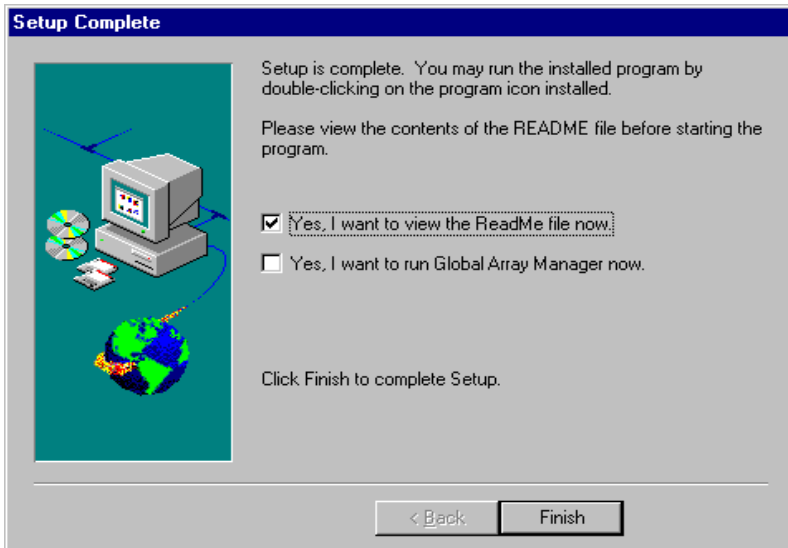 Setup Complete
Setup is complete.  You may run the installed program by
double-clicking on the program icon installed.
Please view the contents of the README file before starting the
program.
Yes, I want to view the ReadMe file now.
Yes, I want to run Global Array Manager now.
Click Finish to complete Setup.
< Back
Finish